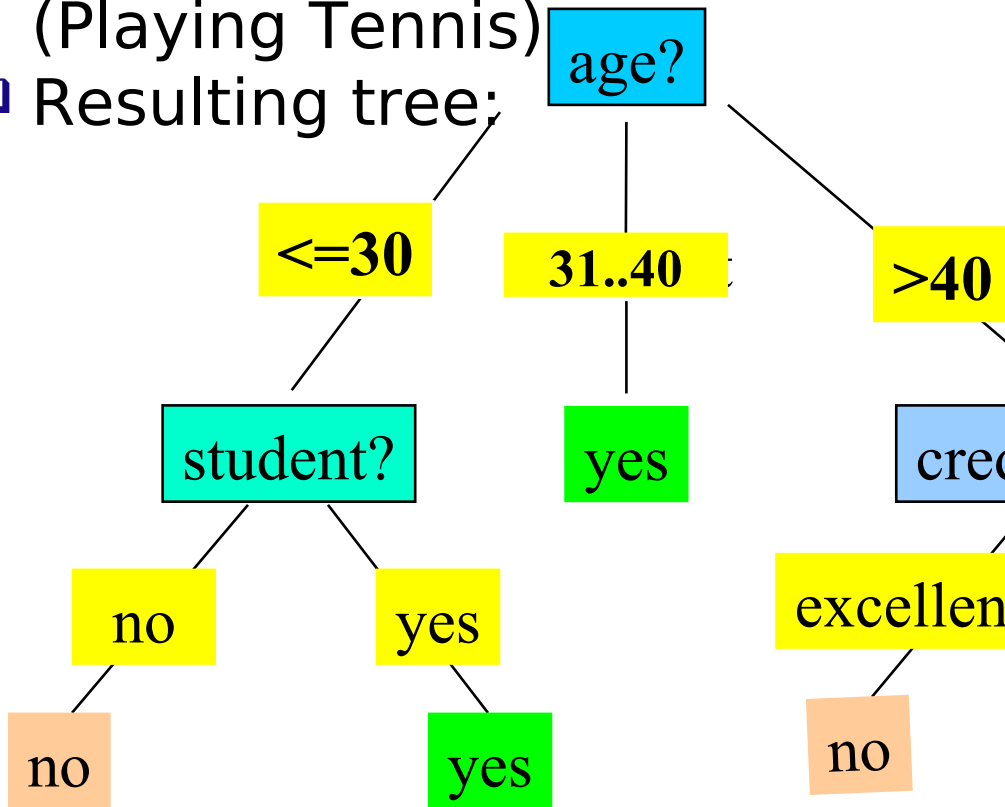 (Playing Tennis)
Resulting tree:
age?
<=30
31..40
>40
student?
yes
no
yes
no
yes
no